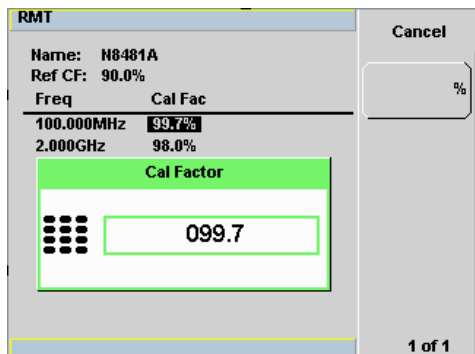 RMT
Cancel
Name: N8481A
Ref CF: 90.0%
%
Freq Cal Fac
100.000MHz 99.7%
2.000GHz 98.0%
Cal Factor
099.7
1 of 1